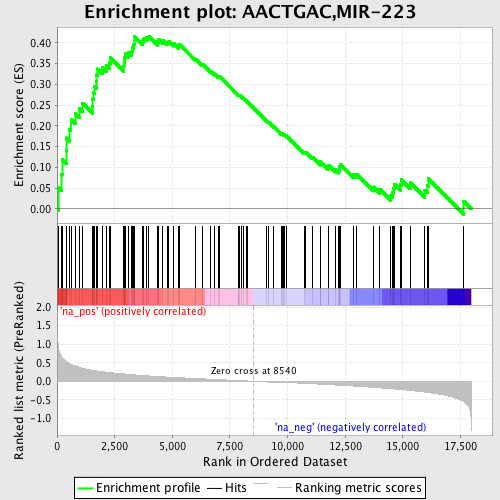 Enrichment plot: AACTGAC,MIR-223
Enrichment score (ES)
0.40
0.35
0.30
0.25
0.20
0.15
0.10
0.05
0.00
Ranked list metric (PreRanked)
2.0
1.5
1.0
0.5
0.0
-0.5
-1.0
'na_pos' (positively correlated)
Zero cross at 8540
'na_neg' (negatively correlated)
0
2,500
5,000
7,500
10,000
12,500
15,000
17,500
Rank in Ordered Dataset
Enrichment profile
Hits
Ranking metric scores